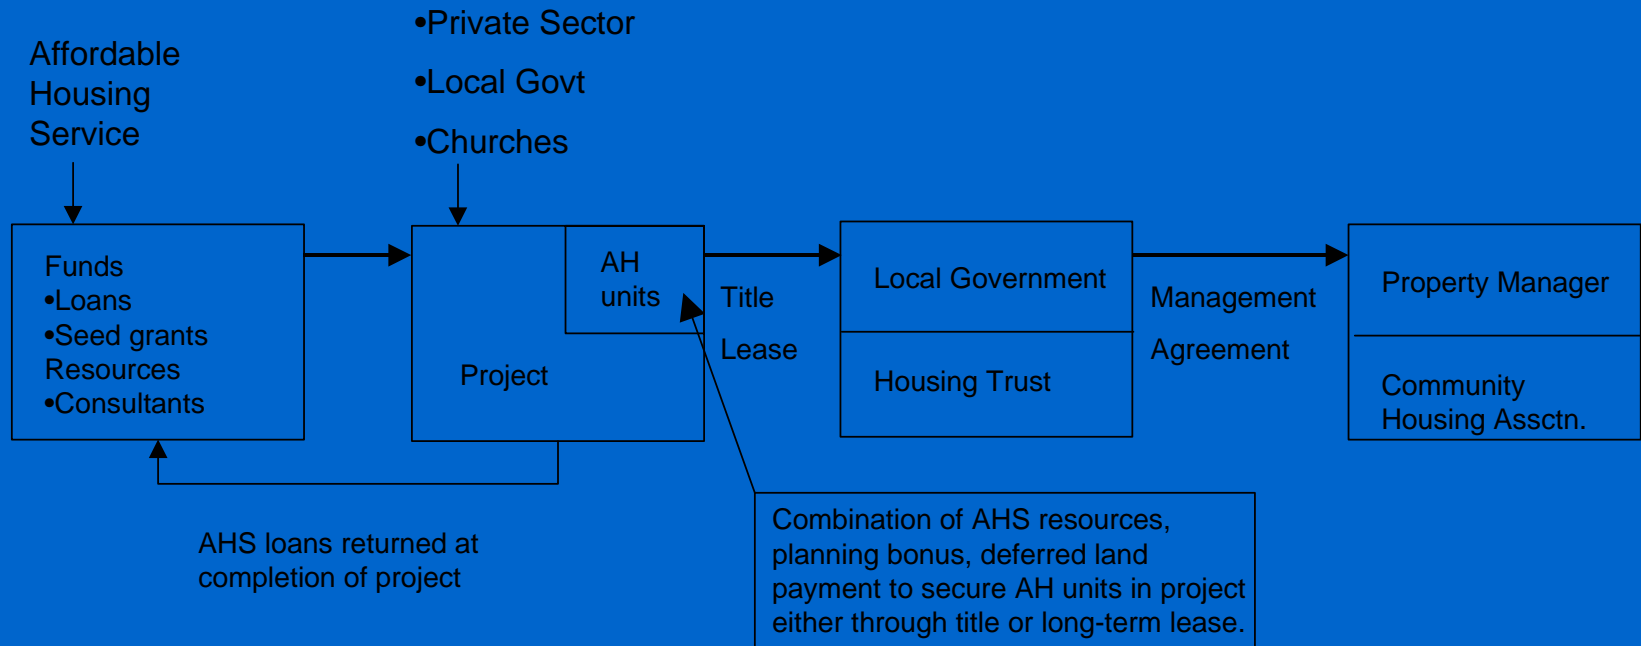 Affordable
Housing
Service
•Private Sector
•Local Govt
•Churches
Funds
•Loans
•Seed grants
Resources
•Consultants
AH
units
Project
Title
Lease
Local Government
Housing Trust
Management
Agreement
Property Manager
Community
Housing Assctn.
AHS loans returned at
completion of project
Combination of AHS resources,
planning bonus, deferred land
payment to secure AH units in project
either through title or long-term lease.